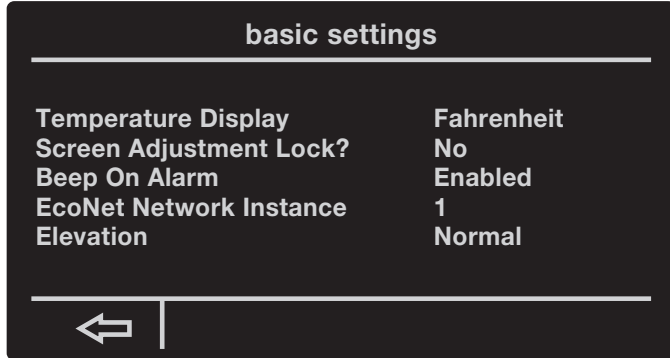 basic settings
Temperature Display Fahrenheit
Screen Adjustment Lock? No
Beep On Alarm Enabled
EcoNet Network Instance 1
Elevation Normal